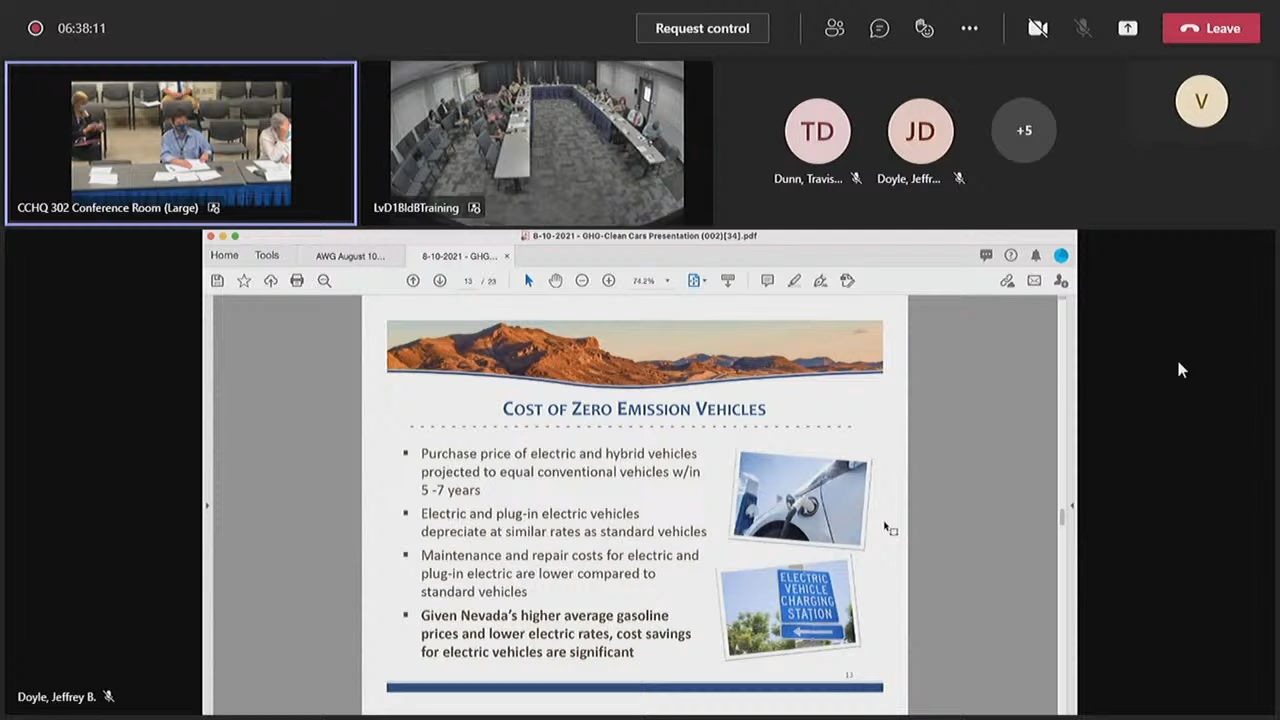 06:38:11
Request control
Leave
CCHQ 302 Conference Room (Large)
LvD1BldBTraining
TD
Dunn, Travis...
JD
Doyle, Jeffr...
+5
V
8-10-2021 - GHG-Clean Cars Presentation (002)[34].pdf
Home
Tools
AWG August 10...
8-10-2021 - GHG...
13 / 23
74.2%
COST OF ZERO EMISSION VEHICLES
Purchase price of electric and hybrid vehicles
projected to equal conventional vehicles w/in
5 -7 years
Electric and plug-in electric vehicles
depreciate at similar rates as standard vehicles
Maintenance and repair costs for electric and
plug-in electric are lower compared to
standard vehicles
Given Nevada's higher average gasoline
prices and lower electric rates, cost savings
for electric vehicles are significant
ELECTRIC
VEHICLE
CHARGING
STATION
13
Doyle, Jeffrey B.